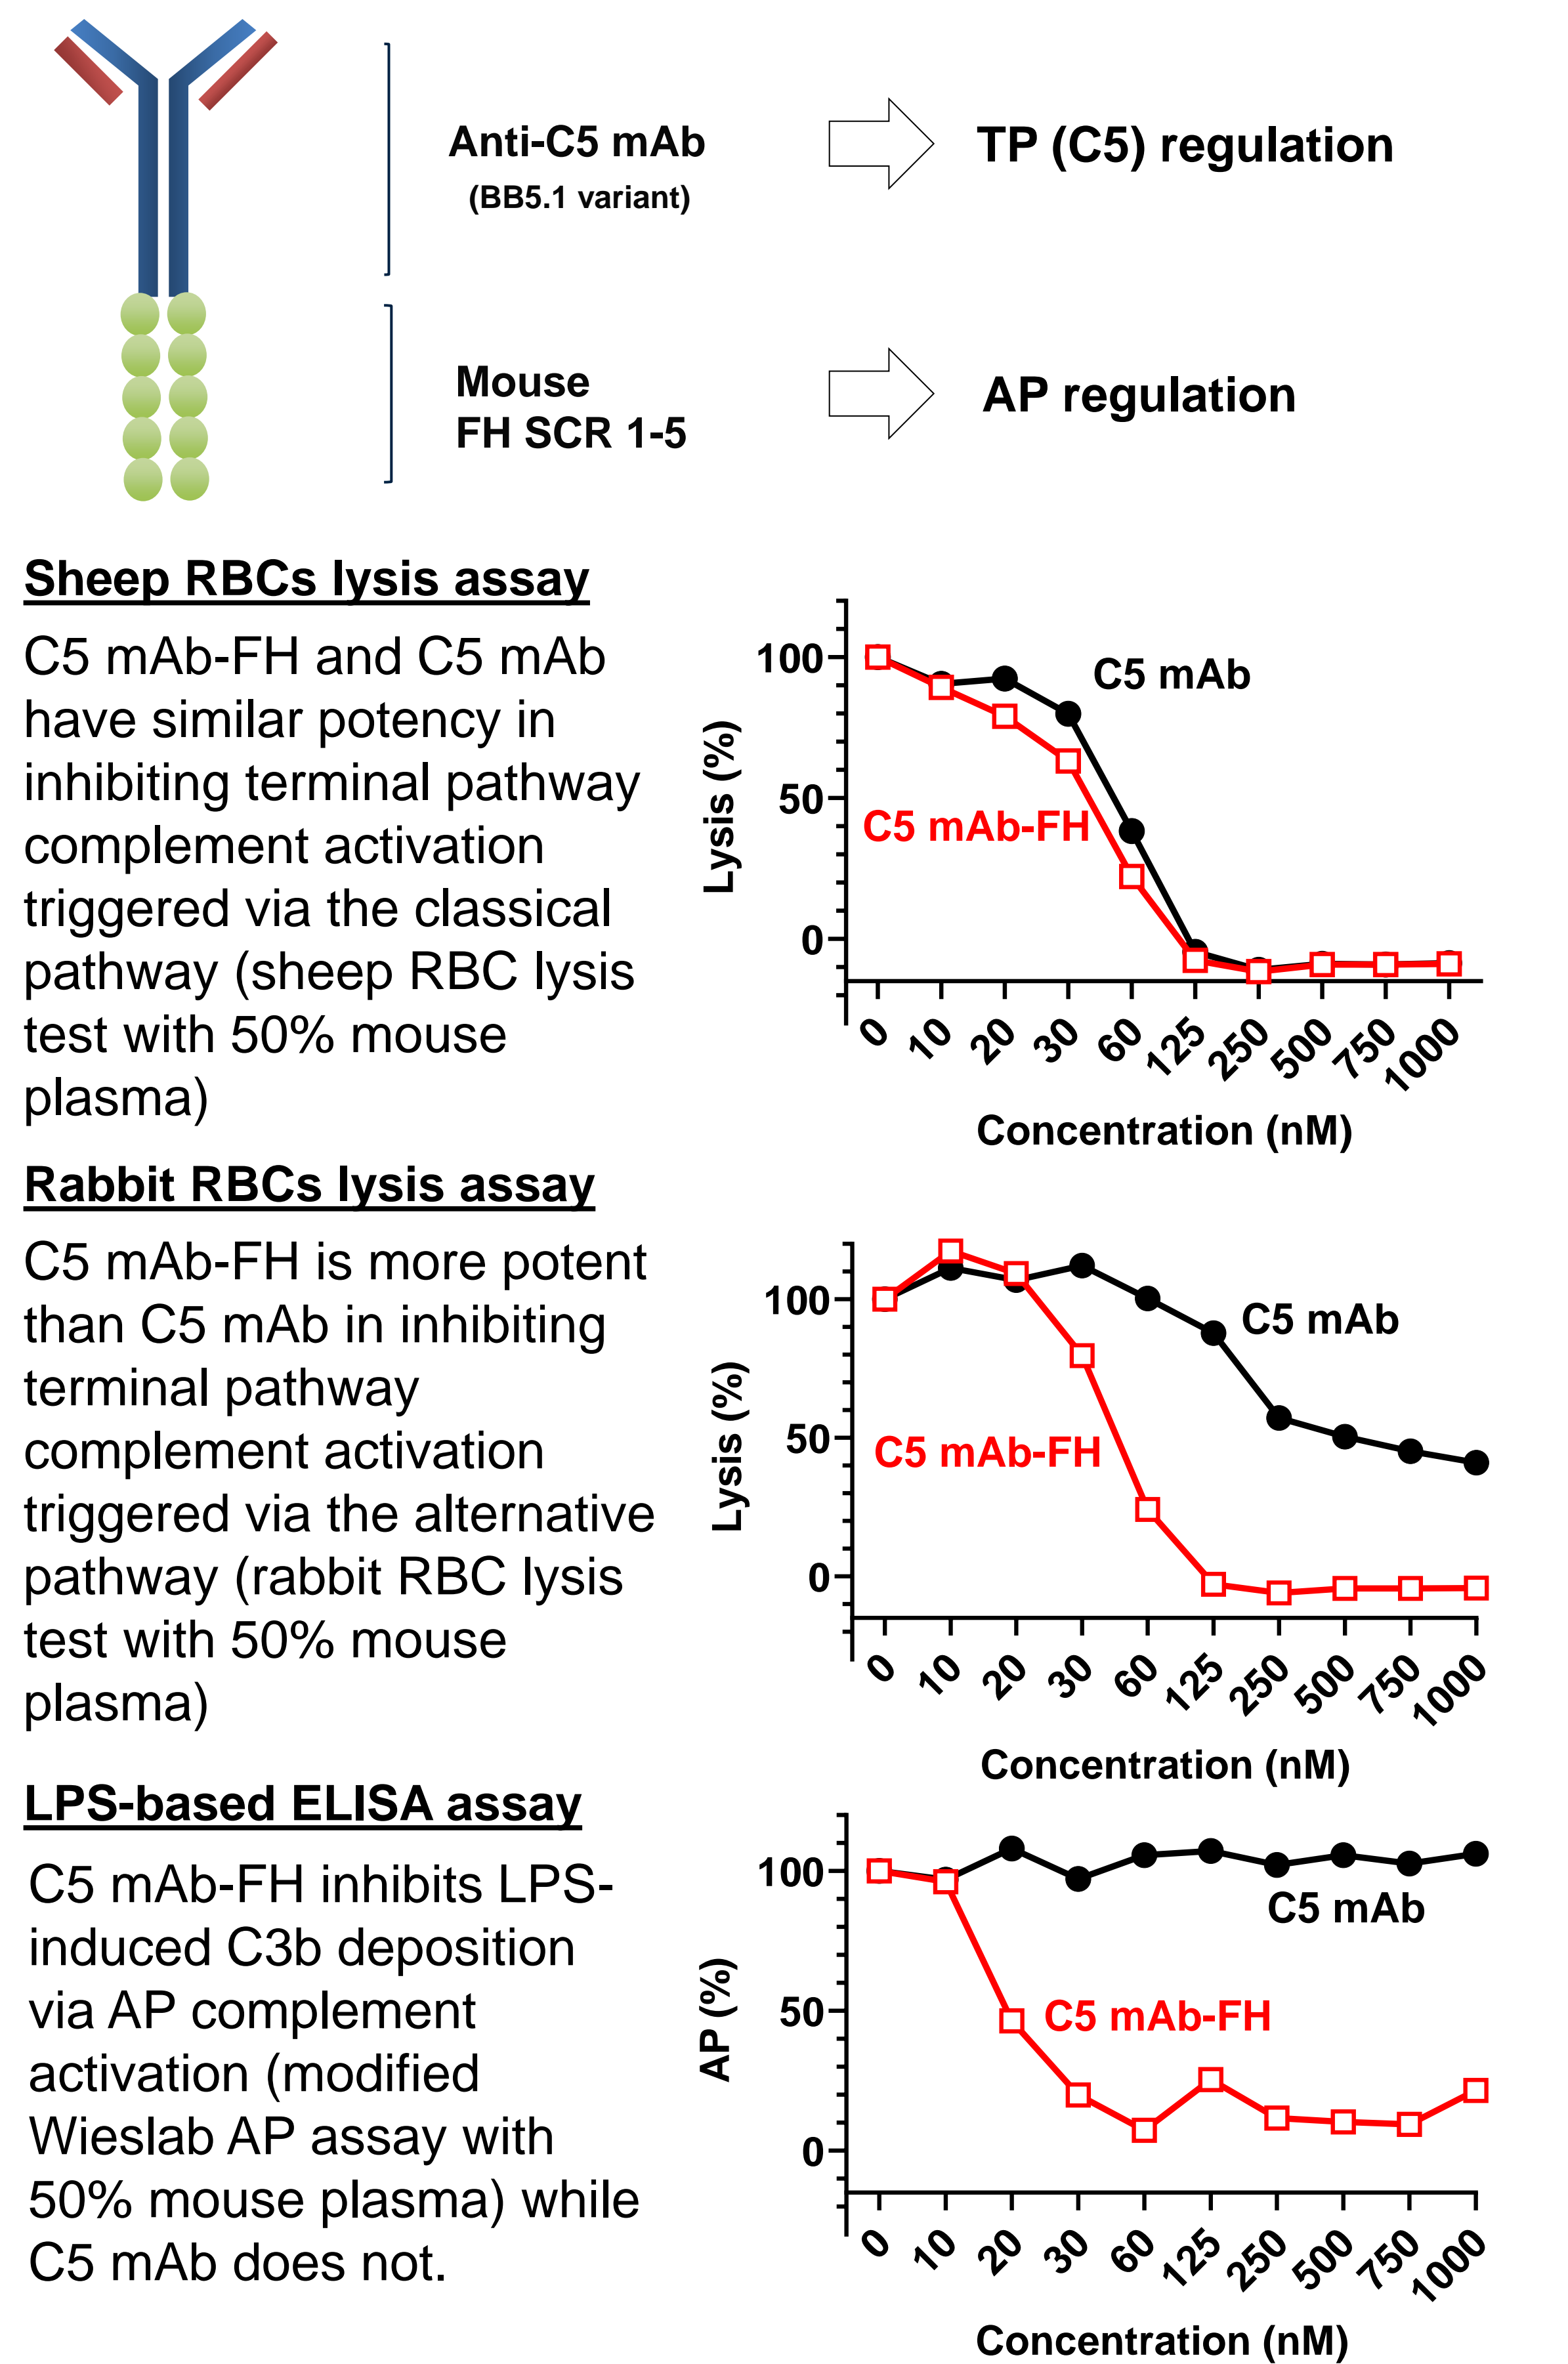 Anti-C5 mAb
(BB5.1 variant)
TP (C5) regulation
Mouse
FH SCR 1-5
AP regulation
Sheep RBCs lysis assay
C5 mAb-FH and C5 mAb
have similar potency in
inhibiting terminal pathway
complement activation
triggered via the classical
pathway (sheep RBC lysis
test with 50% mouse
plasma)
Lysis (%)
100
50
0
C5 mAb
C5 mAb-FH
0 10 20 30 60 125 250 500 750 1000
Concentration (nM)
Rabbit RBCs lysis assay
C5 mAb-FH is more potent
than C5 mAb in inhibiting
terminal pathway
complement activation
triggered via the alternative
pathway (rabbit RBC lysis
test with 50% mouse
plasma)
Lysis (%)
100
50
0
C5 mAb
C5 mAb-FH
0 10 20 30 60 125 250 500 750 1000
Concentration (nM)
LPS-based ELISA assay
C5 mAb-FH inhibits LPS-
induced C3b deposition
via AP complement
activation (modified
Wieslab AP assay with
50% mouse plasma) while
C5 mAb does not.
AP (%)
100
50
0
C5 mAb
C5 mAb-FH
0 10 20 30 60 125 250 500 750 1000
Concentration (nM)